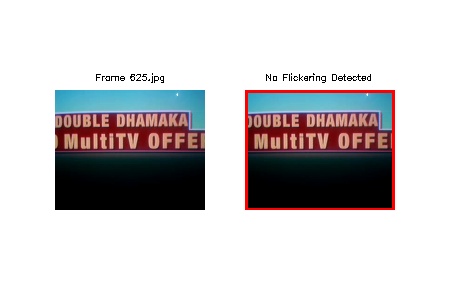 Frame 625.jpg
No Flickering Detected
DOUBLE DHAMAKA
MultiTV OFFE
DOUBLE DHAMAKA
MultiTV OFFE